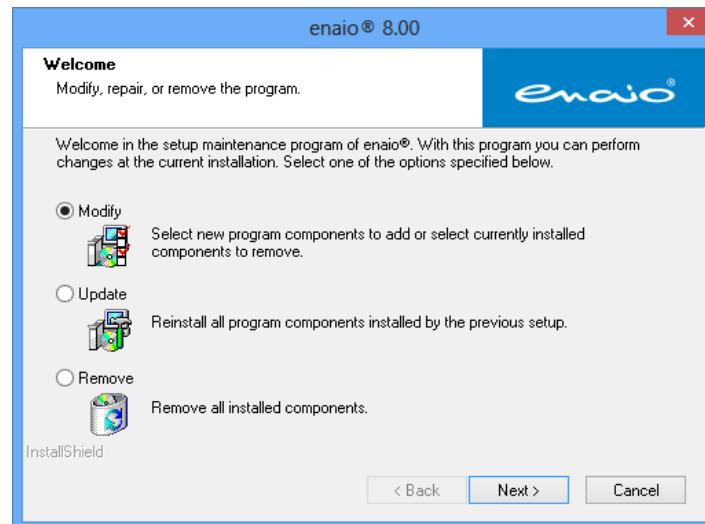 enaio® 8.00
Welcome
Modify, repair, or remove the program.
enaio®
Welcome in the setup maintenance program of enaio®. With this program you can perform
changes at the current installation. Select one of the options specified below.
Modify
Select new program components to add or select currently installed
components to remove.
Update
Reinstall all program components installed by the previous setup.
Remove
Remove all installed components.
InstallShield
< Back
Next >
Cancel